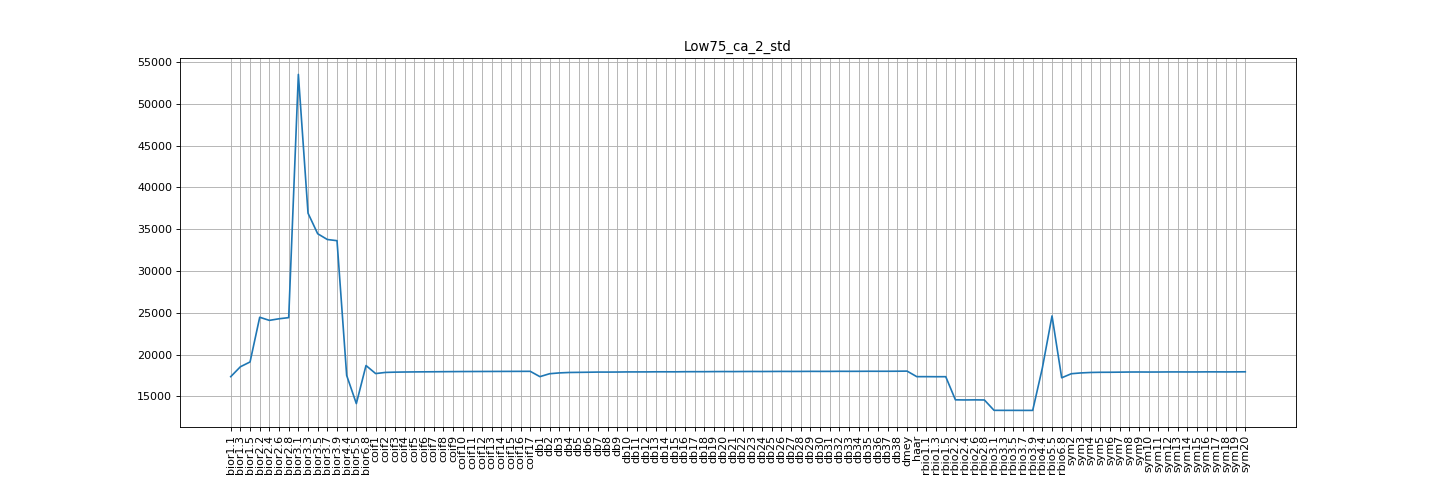 Low75_ca_2_std
55000
50000
45000
40000
35000
30000
25000
20000
15000
bior1.1
bior1.3
bior1.5
bior2.2
bior2.4
bior2.6
bior2.8
bior3.1
bior3.3
bior3.5
bior3.7
bior3.9
bior4.4
bior5.5
bior6.8
coif1
coif2
coif3
coif4
coif5
coif6
coif7
coif8
coif9
coif10
coif11
coif12
coif13
coif14
coif15
coif16
coif17
db1
db2
db3
db4
db5
db6
db7
db8
db9
db10
db11
db12
db13
db14
db15
db16
db17
db18
db19
db20
db21
db22
db23
db24
db25
db26
db27
db28
db29
db30
db31
db32
db33
db34
db35
db36
db37
db38
dmey
haar
rbio1.1
rbio1.3
rbio1.5
rbio2.2
rbio2.4
rbio2.6
rbio2.8
rbio3.1
rbio3.3
rbio3.5
rbio3.7
rbio3.9
rbio4.4
rbio5.5
rbio6.8
sym2
sym3
sym4
sym5
sym6
sym7
sym8
sym9
sym10
sym11
sym12
sym13
sym14
sym15
sym16
sym17
sym18
sym19
sym20